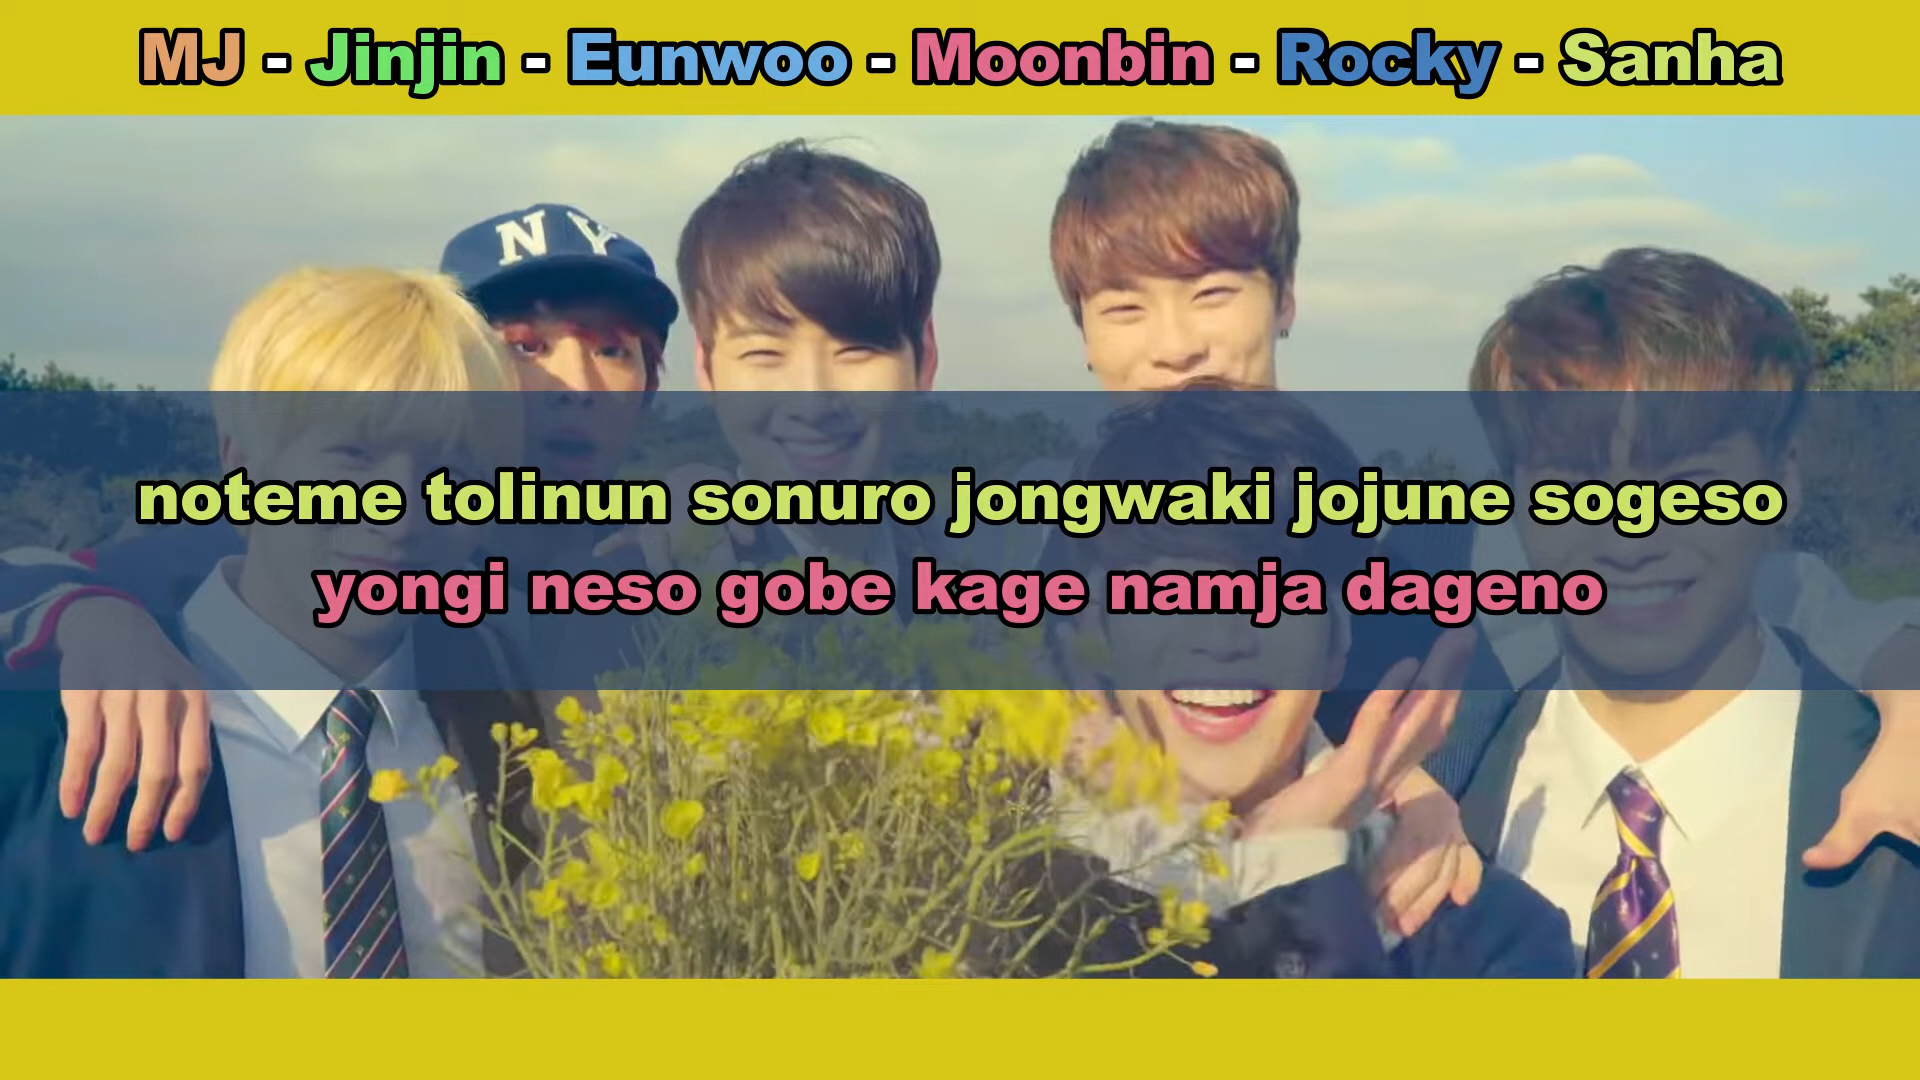 MJ - Jinjin - Eunwoo - Moonbin - Rocky - Sanha
NY
noteme tolinun sonuro jongwaki jojune sogeso
yongi neso gobe kage namja dageno